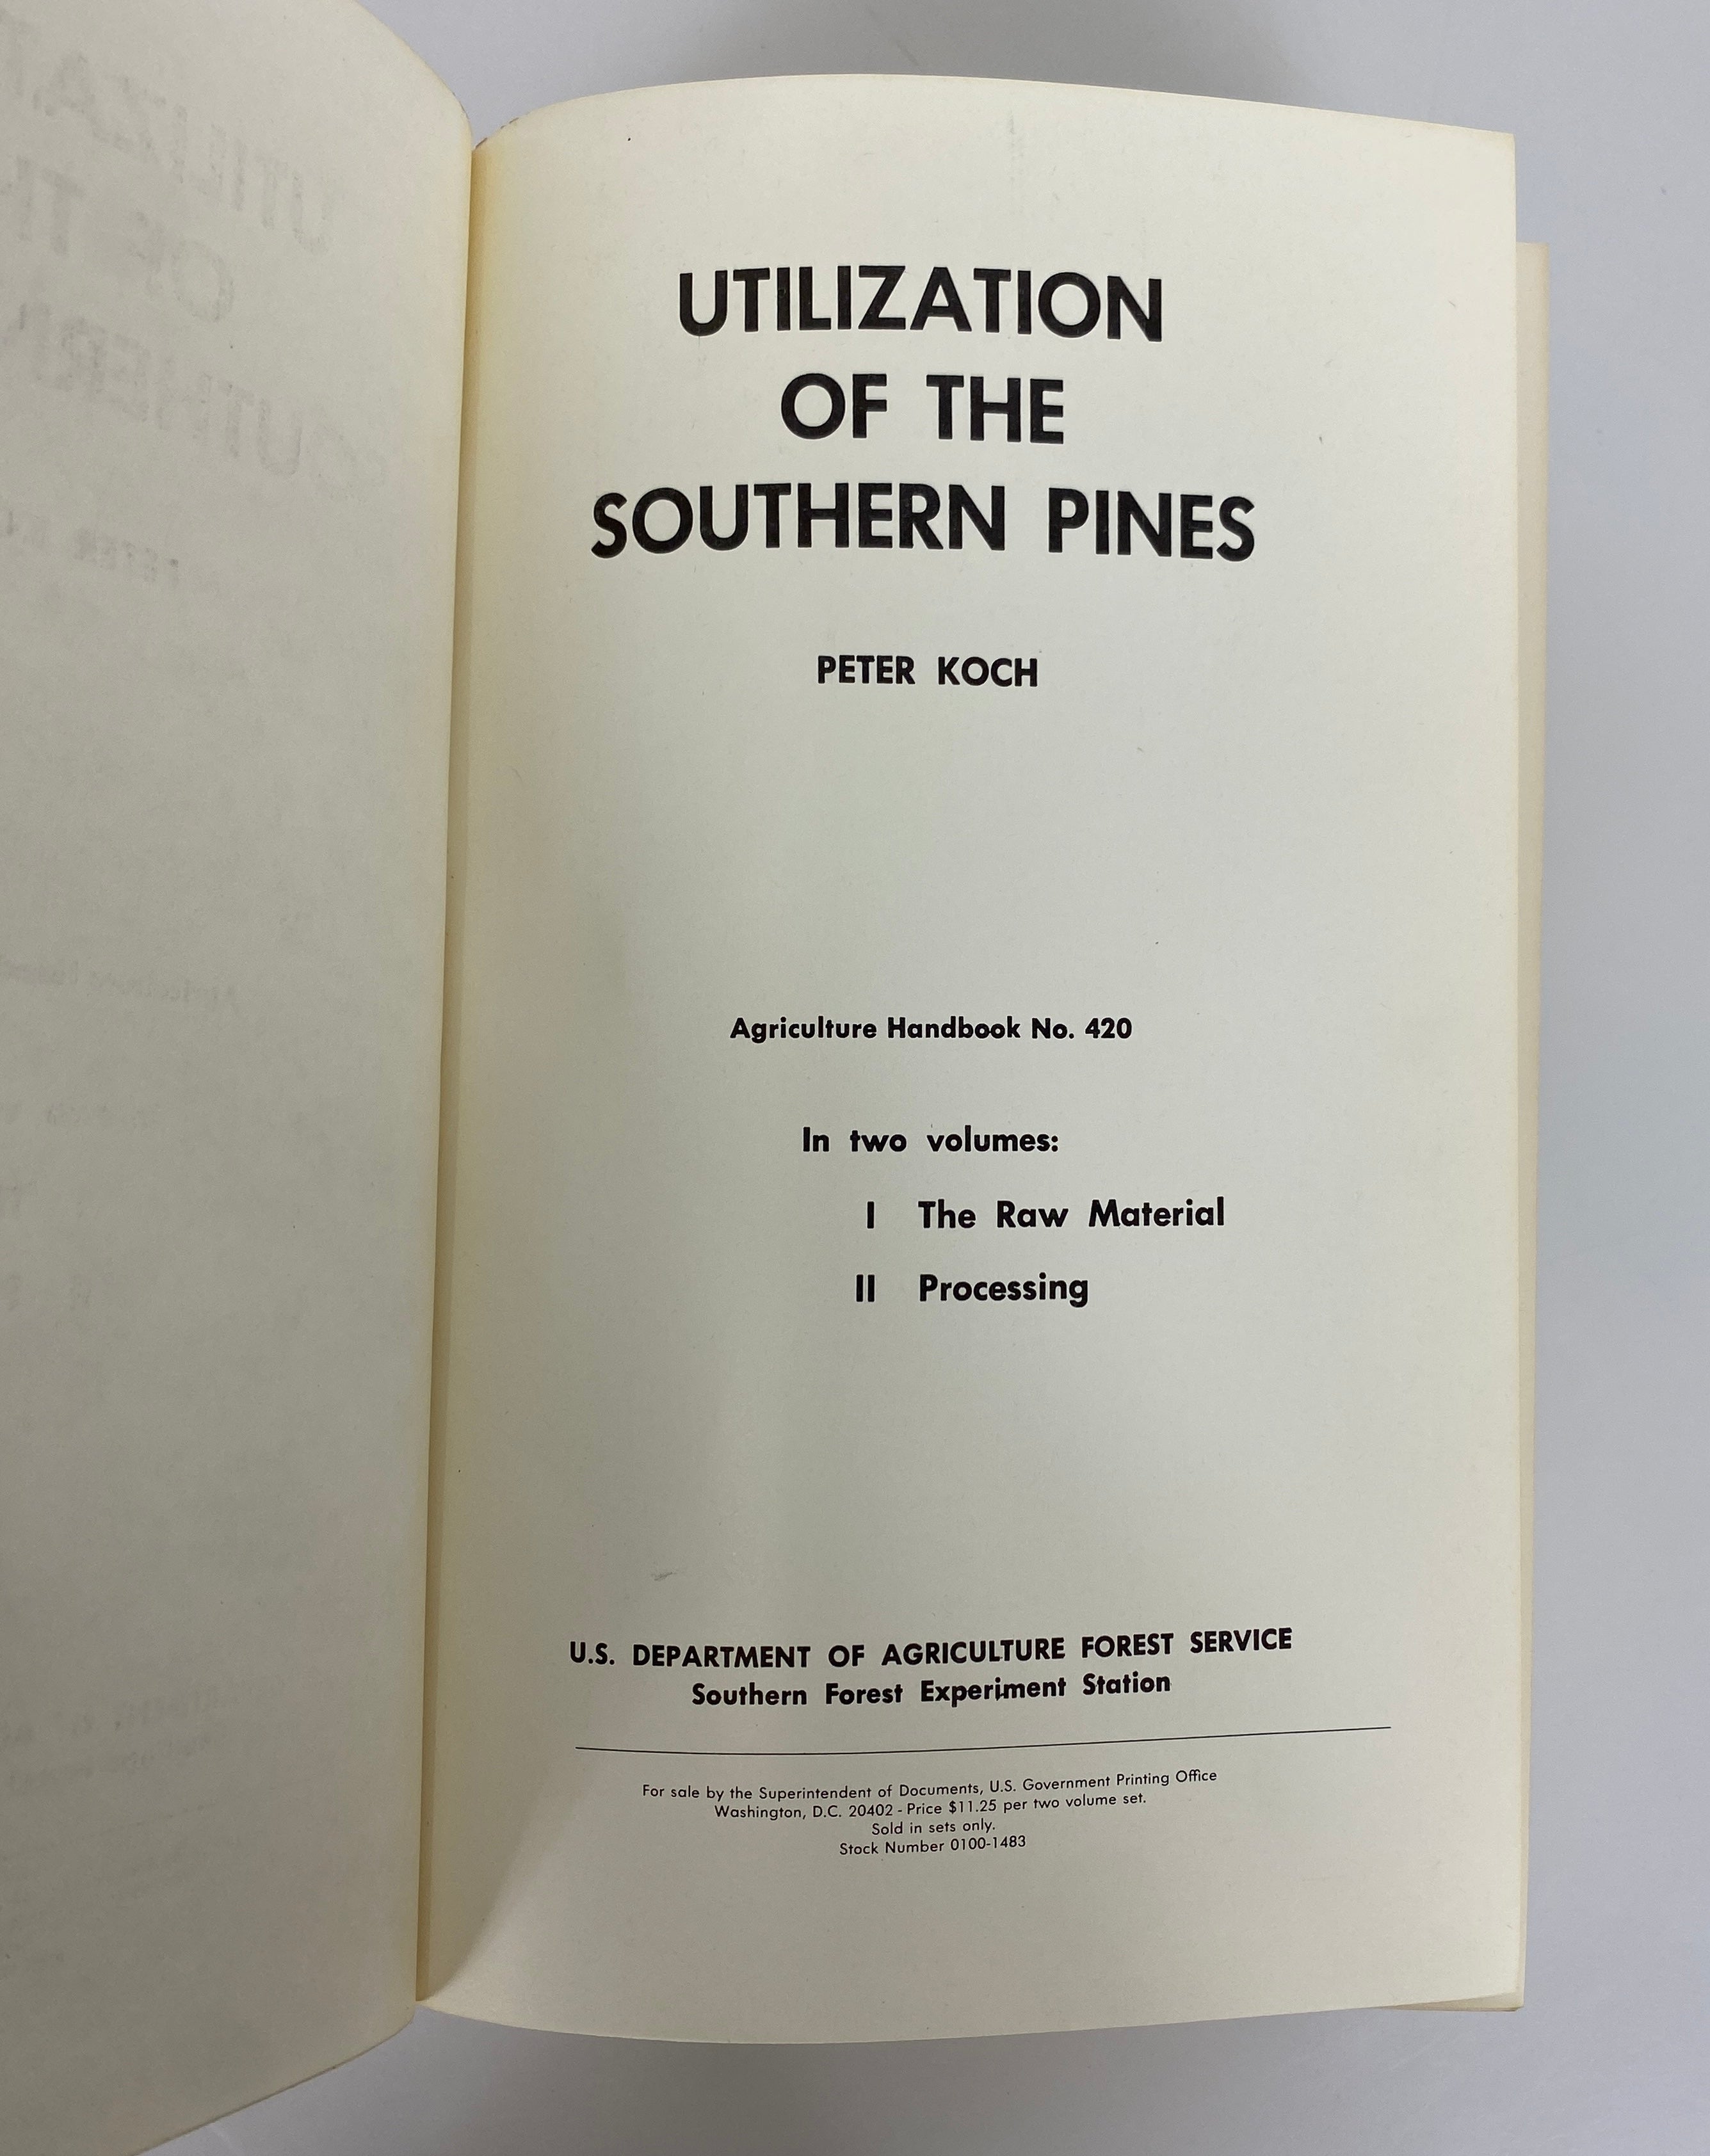 UTILIZATION
OF THE
SOUTHERN PINES
PETER KOCH
Agriculture Handbook No. 420
In two volumes:
I The Raw Material
II Processing
U.S. DEPARTMENT OF AGRICULTURE FOREST SERVICE
Southern Forest Experiment Station
For sale by the Superintendent of Documents, U.S. Government Printing Office
Washington, D.C. 20402 - Price $11.25 per two volume set.
Sold in sets only.
Stock Number 0100-1483